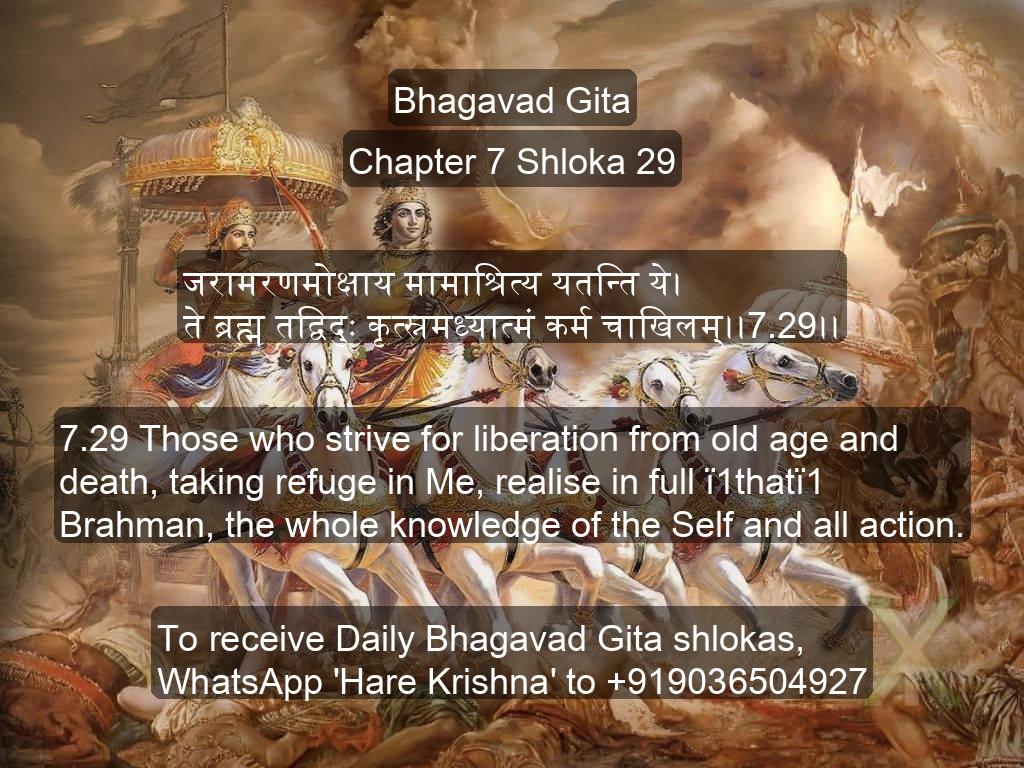 Bhagavad Gita
Chapter 7 Shloka 29
जरामरणमोक्षाय मामाश्रित्य यतन्ति ये।
ते ब्रह्म तद्विदुः कृत्स्नमध्यात्मं कर्म चाखिलम्।।7.29।।
7.29 Those who strive for liberation from old age and
death, taking refuge in Me, realise in full ï1thatï1
Brahman, the whole knowledge of the Self and all action.
To receive Daily Bhagavad Gita shlokas,
WhatsApp 'Hare Krishna' to +919036504927